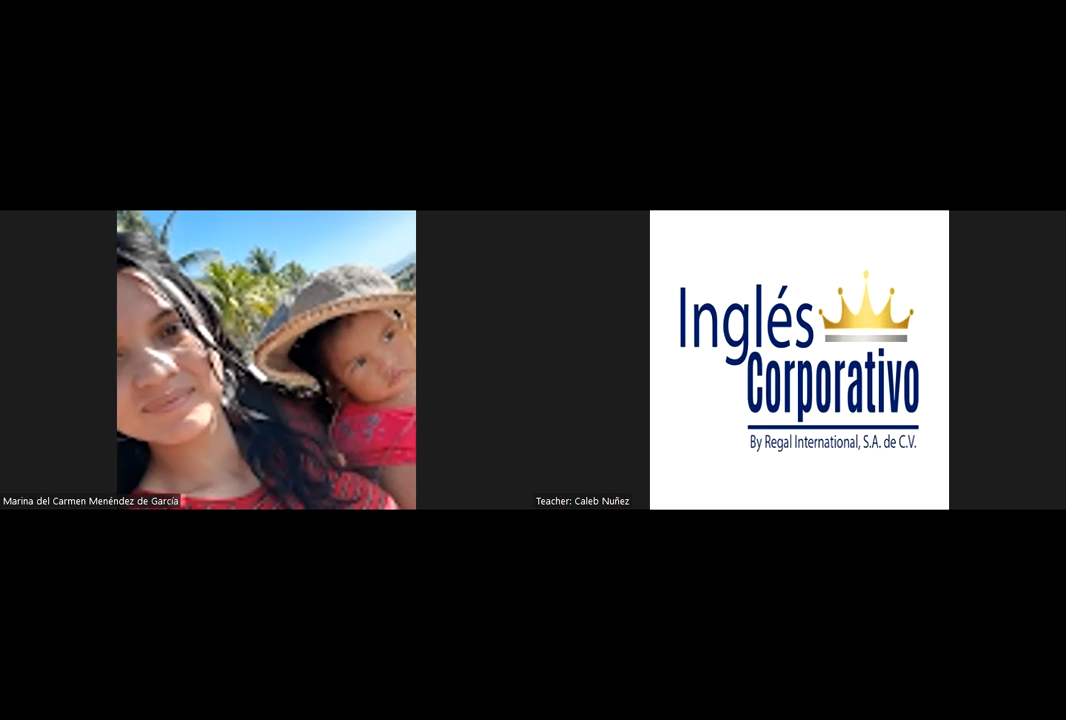 Inglés
Corporativo
By Regal International, S.A. de C.V.
Marina del Carmen Menéndez de García
Teacher: Caleb Nuñez